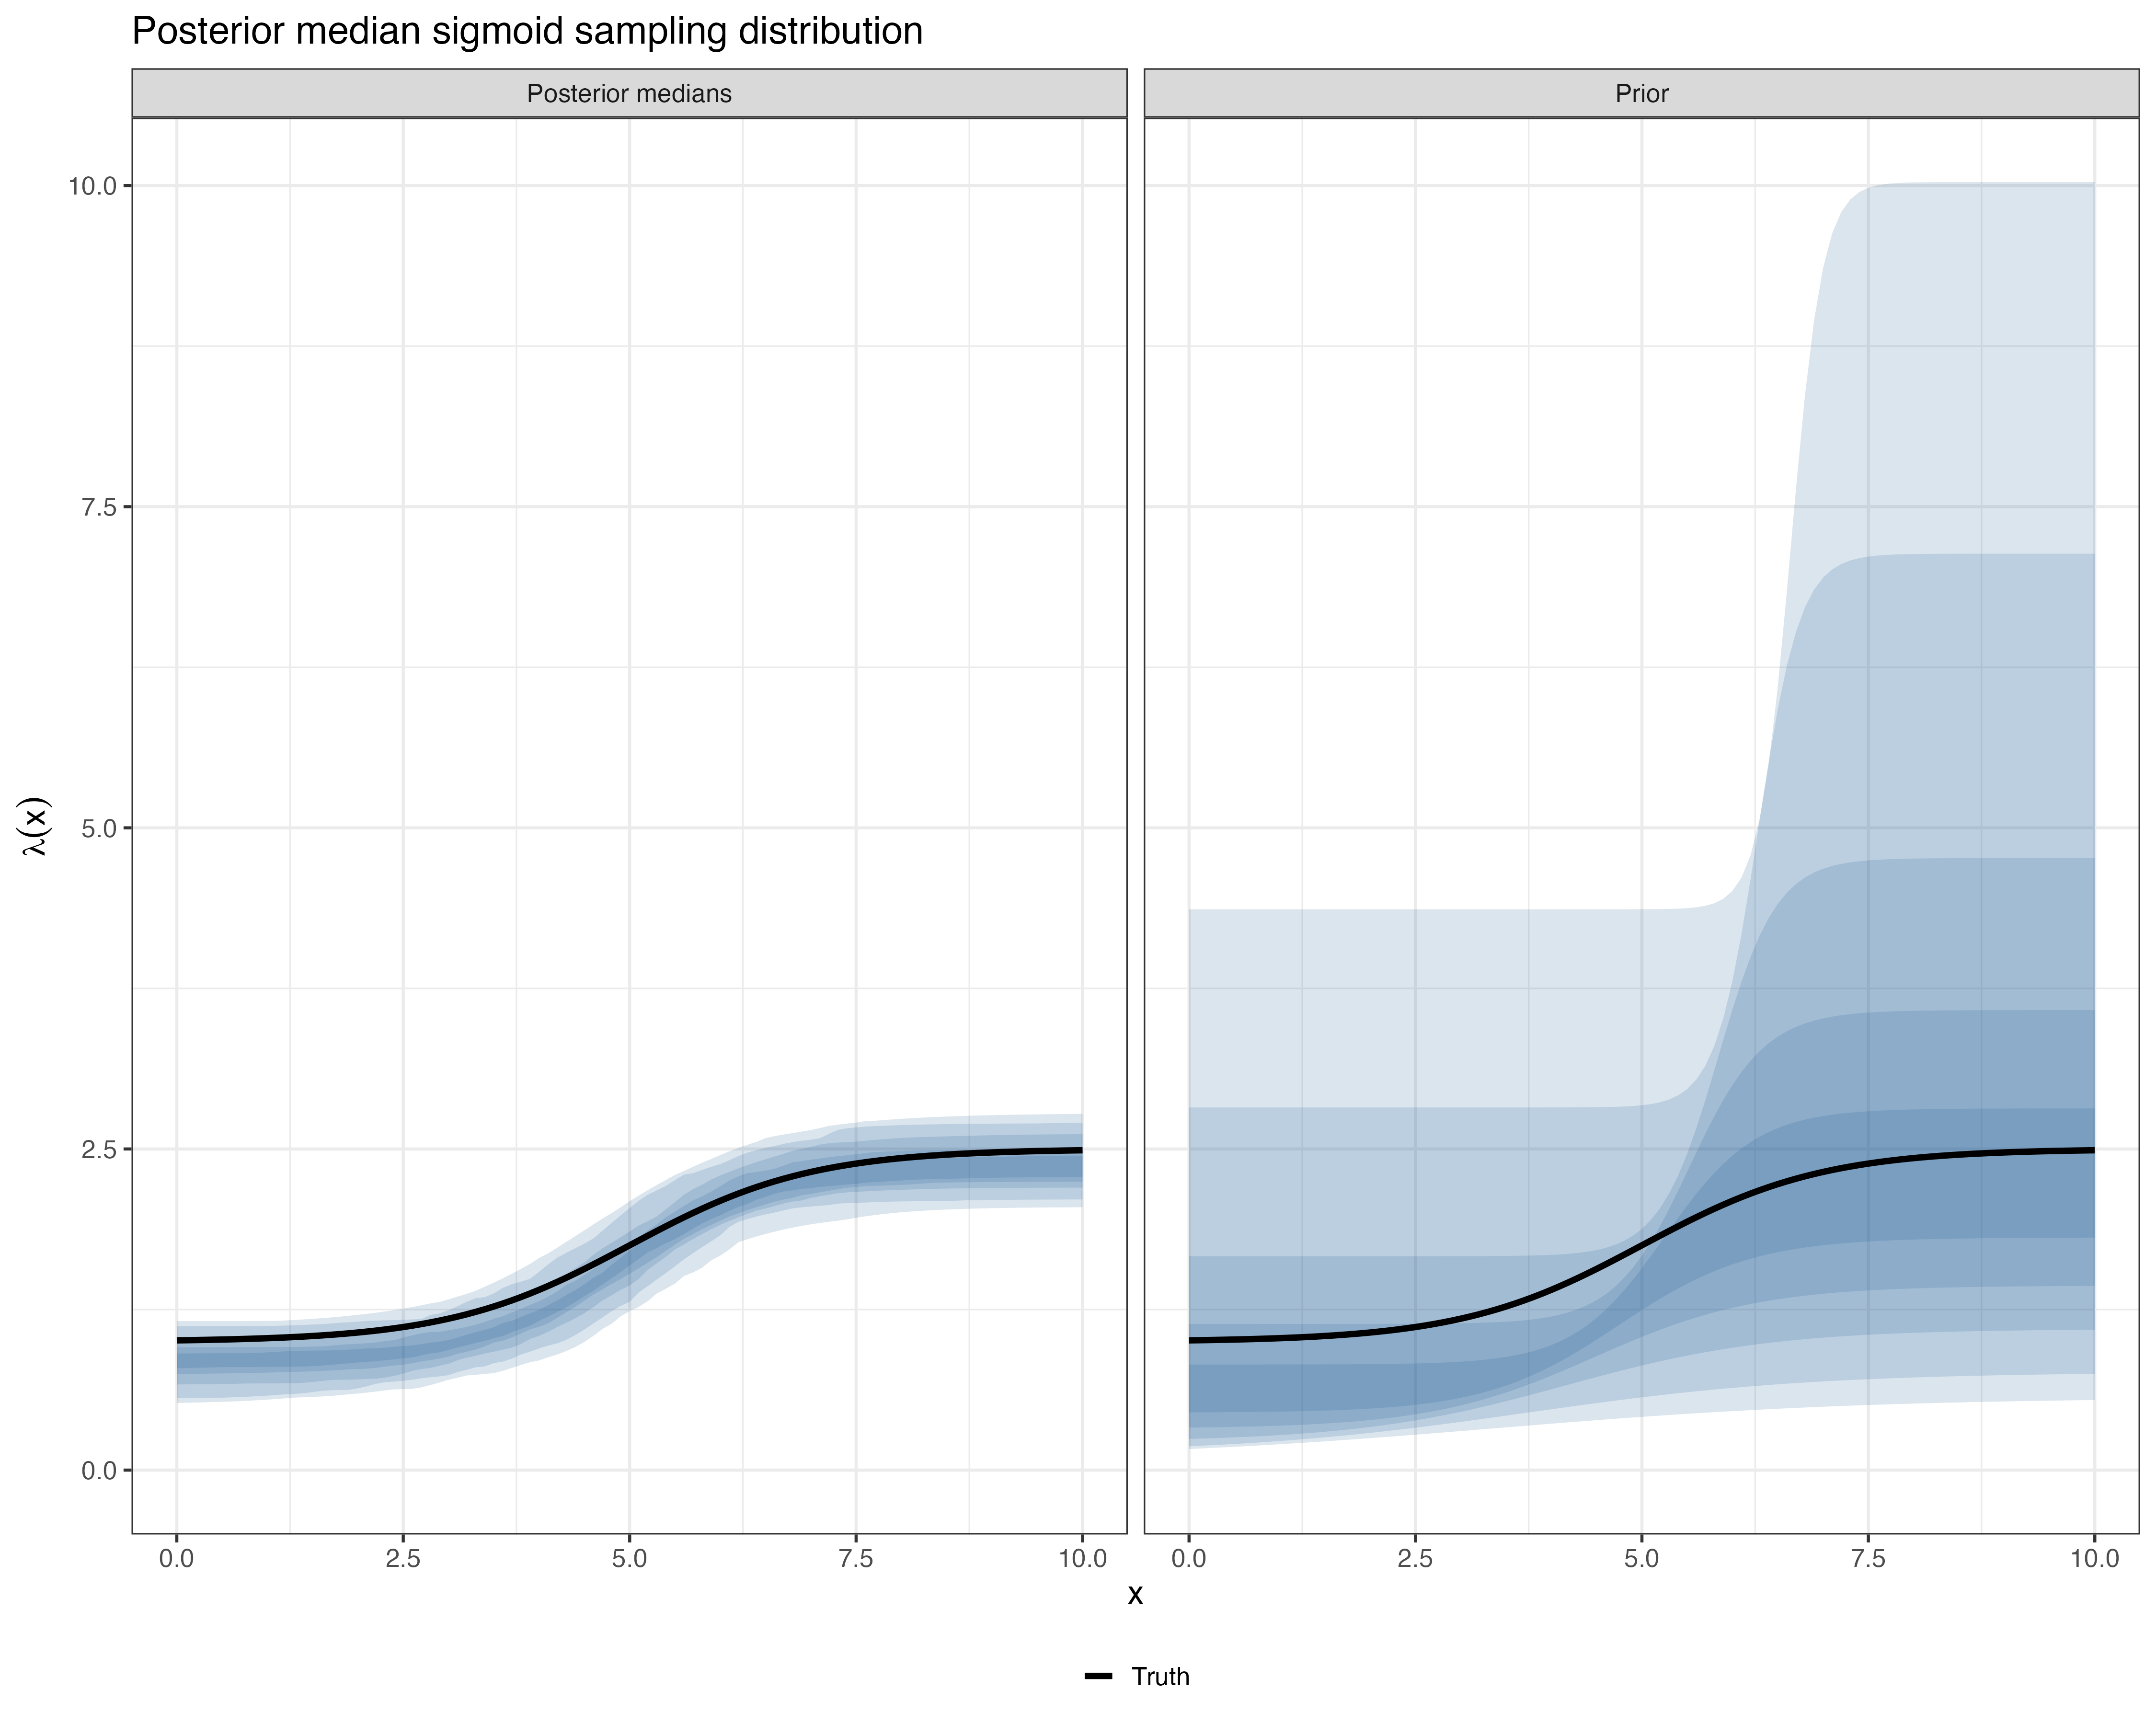 Posterior median sigmoid sampling distribution
Posterior medians
Prior
λ(x)
10.0
7.5
5.0
2.5
0.0
0.0 2.5 5.0 7.5 10.0
0.0 2.5 5.0 7.5 10.0
x
Truth